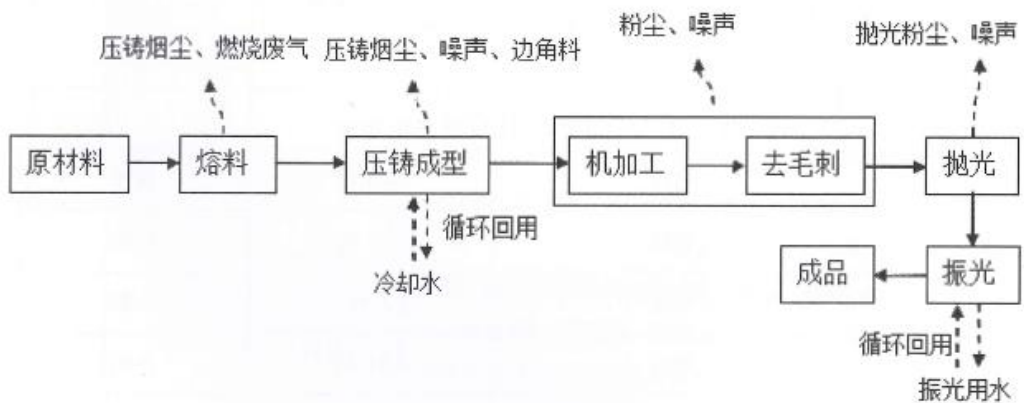 压铸烟尘、燃烧废气
压铸烟尘、噪声、边角料
粉尘、噪声
抛光粉尘、噪声
原材料
熔料
压铸成型
机加工
去毛刺
抛光
循环回用
冷却水
成品
振光
循环回用
振光用水